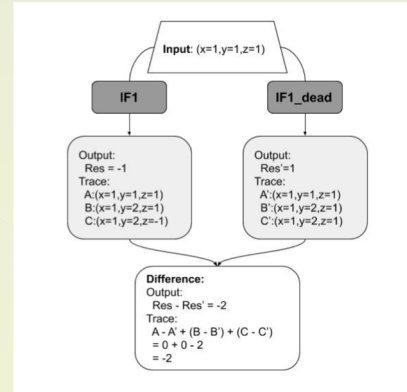 Input: (x=1,y=1,z=1)
IF1
IF1_dead
Output:
Res = -1
Trace:
A:(x=1,y=1,z=1)
B:(x=1,y=2,z=1)
C:(x=1,y=2,z=-1)
Output:
Res'=1
Trace:
A':(x=1,y=1,z=1)
B':(x=1,y=2,z=1)
C':(x=1,y=2,z=1)
Difference:
Output:
Res - Res' = -2
Trace:
A - A' + (B - B') + (C - C')
= 0 + 0 - 2
= -2